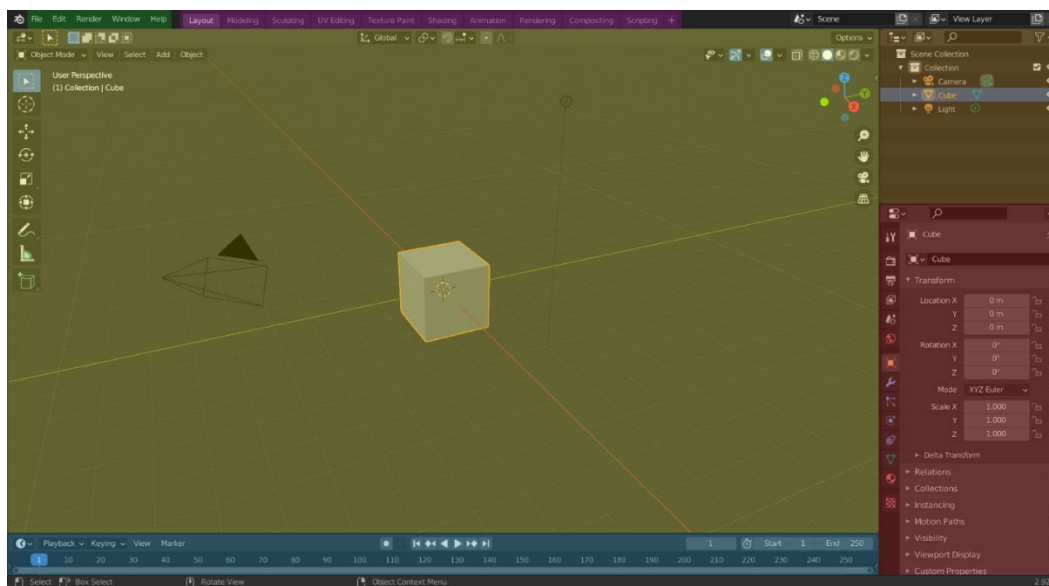 File Edit Render Window Help Layout Modeling Sculpting UV Editing Texture Paint Shading Animation Rendering Compositing Scripting + Scene View Layer
Global Options
Object Mode View Select Add Object
User Perspective
(1) Collection | Cube
Z
Y
X
Scene Collection
Collection
Camera
Cube
Light
Cube
Cube
Transform
Location X 0 m
Y 0 m
Z 0 m
Rotation X 0°
Y 0°
Z 0°
Mode XYZ Euler
Scale X 1.000
Y 1.000
Z 1.000
Delta Transform
Relations
Collections
Instancing
Motion Paths
Visibility
Viewport Display
Custom Properties
Playback Keying View Marker 1 Start 1 End 250
1 10 20 30 40 50 60 70 80 90 100 110 120 130 140 150 160 170 180 190 200 210 220 230 240 250
Select Box Select Rotate View Object Context Menu